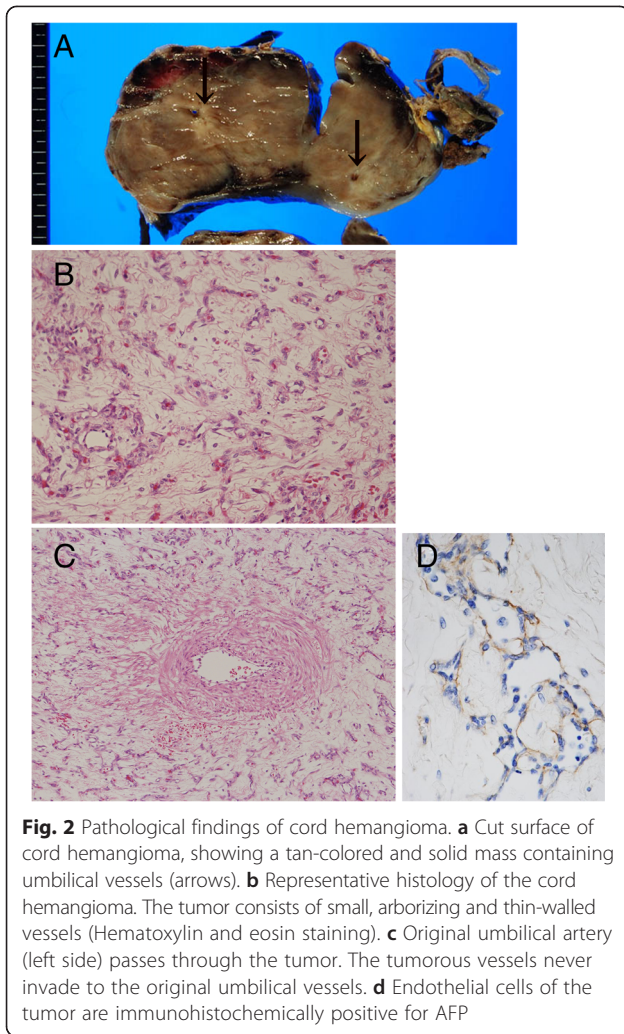 A
B
C
D
Fig. 2 Pathological findings of cord hemangioma. a Cut surface of
cord hemangioma, showing a tan-colored and solid mass containing
umbilical vessels (arrows). b Representative histology of the cord
hemangioma. The tumor consists of small, arborizing and thin-walled
vessels (Hematoxylin and eosin staining). c Original umbilical artery
(left side) passes through the tumor. The tumorous vessels never
invade to the original umbilical vessels. d Endothelial cells of the
tumor are immunohistochemically positive for AFP